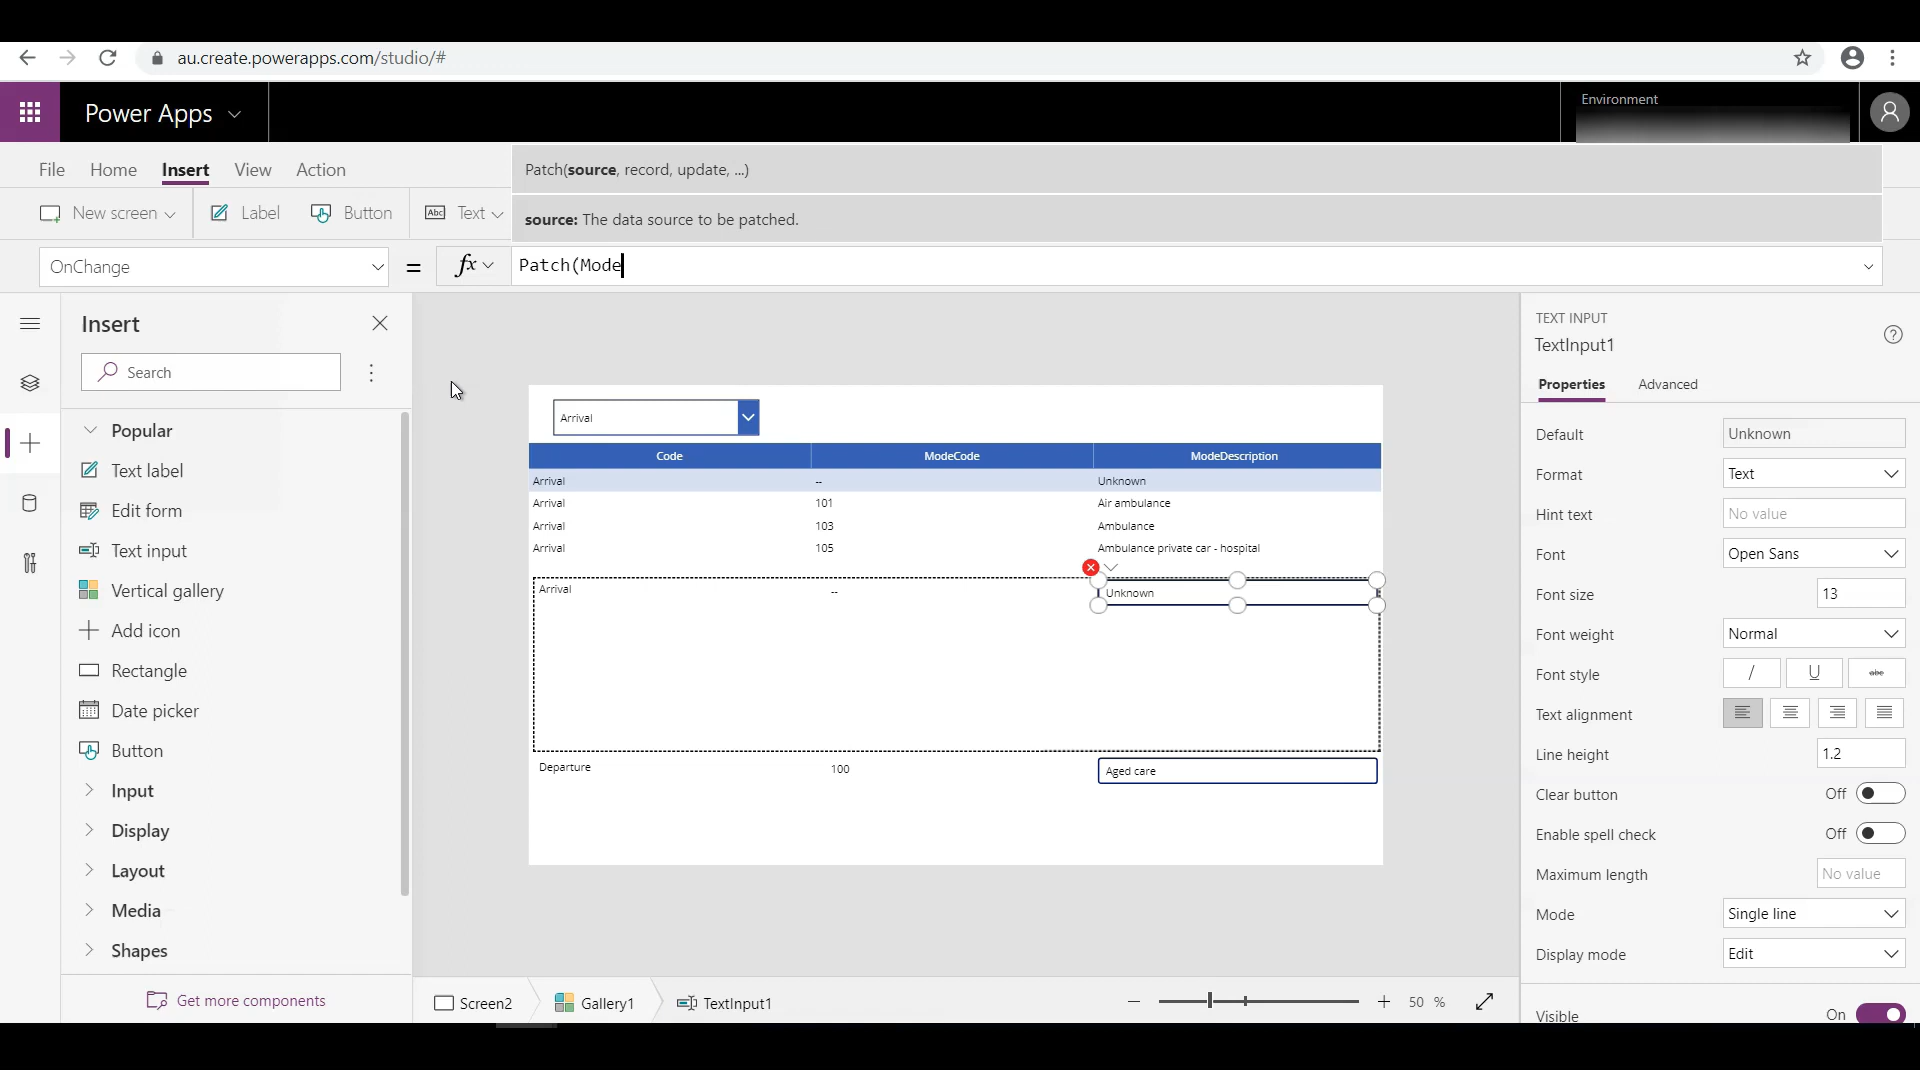 au.create.powerapps.com/studio/#
Power Apps
Environment
File Home Insert View Action
Patch(source, record, update, ...)
New screen Label Button Abc Text
source: The data source to be patched.
OnChange = fx Patch(Mode
Insert
Search
Popular
Text label
Edit form
Text input
Vertical gallery
Add icon
Rectangle
Date picker
Button
Input
Display
Layout
Media
Shapes
Get more components
Arrival
Code ModeCode ModeDescription
Arrival -- Unknown
Arrival 101 Air ambulance
Arrival 103 Ambulance
Arrival 105 Ambulance private car - hospital
Arrival -- Unknown
Departure 100 Aged care
Screen2 Gallery1 TextInput1
50 %
TEXT INPUT
TextInput1
Properties Advanced
Default Unknown
Format Text
Hint text No value
Font Open Sans
Font size 13
Font weight Normal
Font style / U abc
Text alignment
Line height 1.2
Clear button Off
Enable spell check Off
Maximum length No value
Mode Single line
Display mode Edit
Visible On